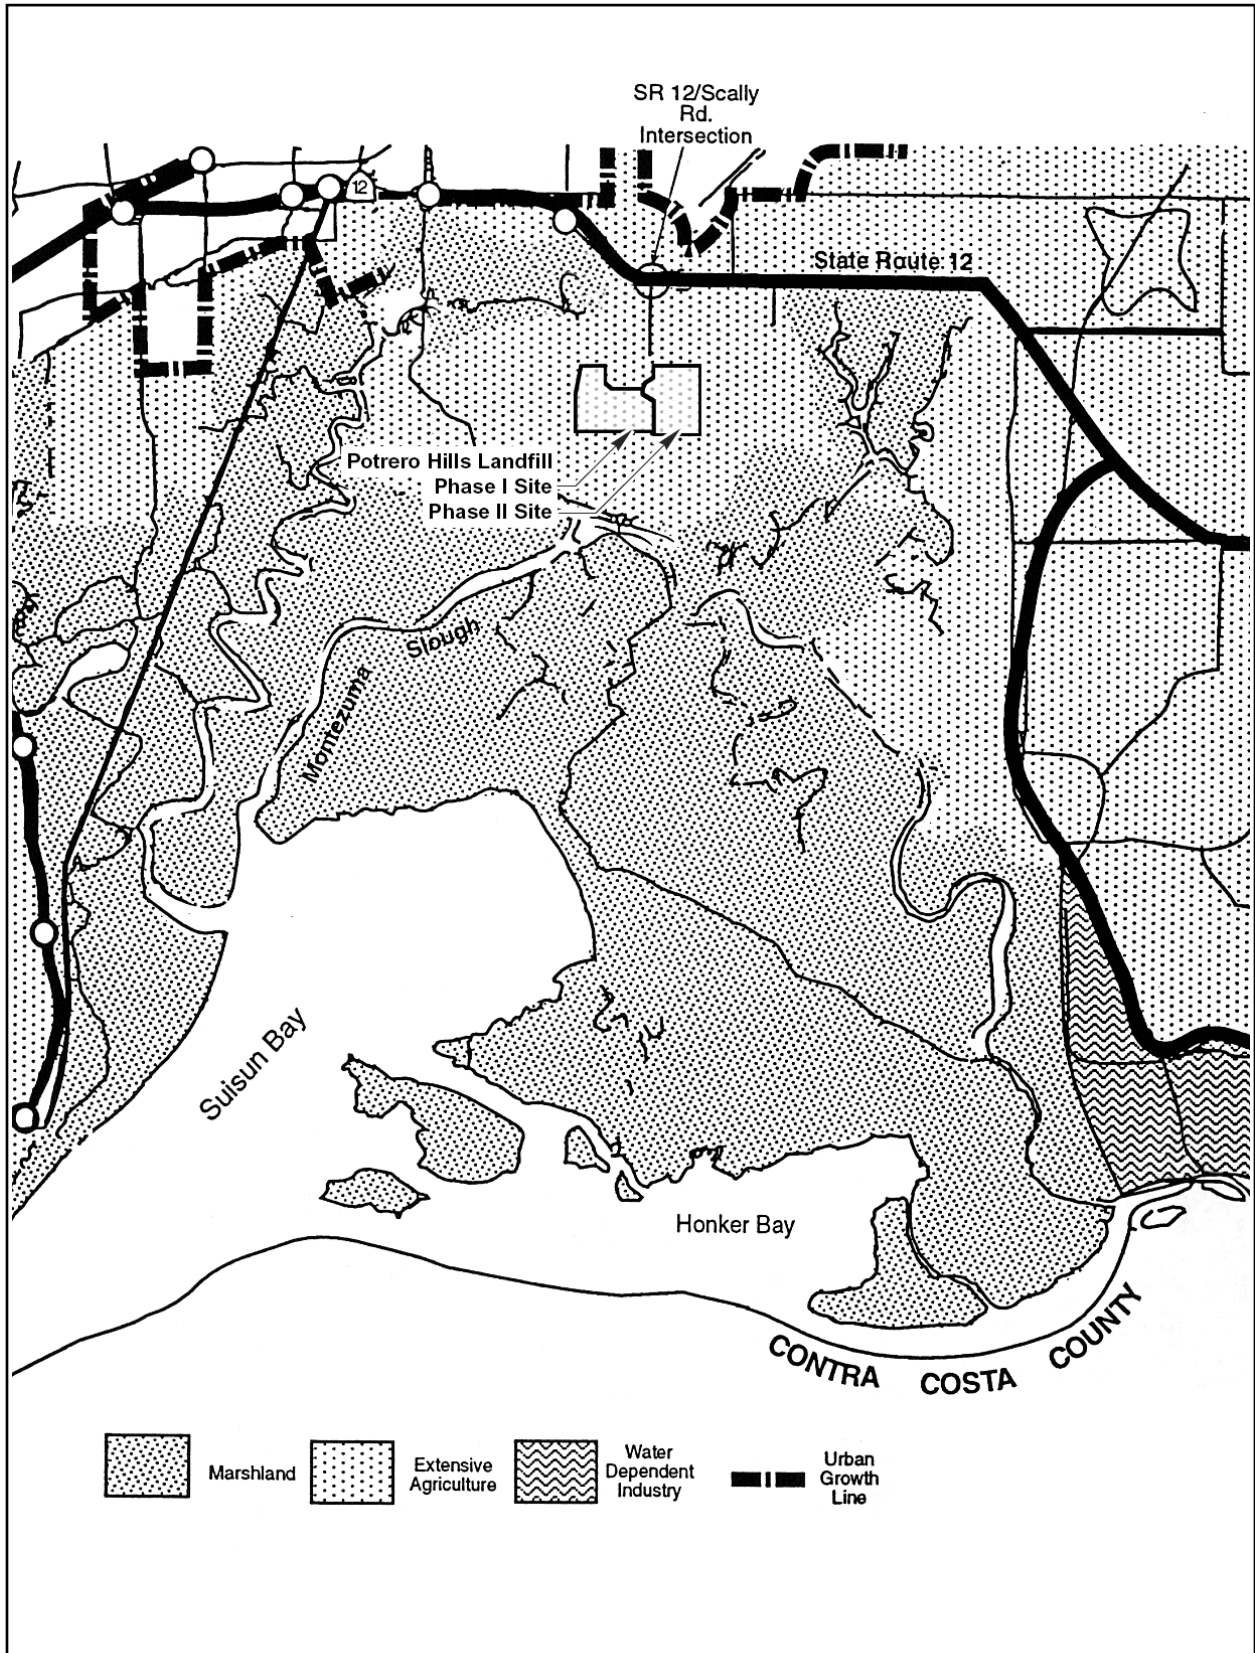 SR 12/Scally
Rd.
Intersection
12
State Route 12
Potrero Hills Landfill
Phase I Site
Phase II Site
Montezuma
Slough
Suisun Bay
Honker Bay
CONTRA COSTA COUNTY
Marshland
Extensive
Agriculture
Water
Dependent
Industry
Urban
Growth
Line